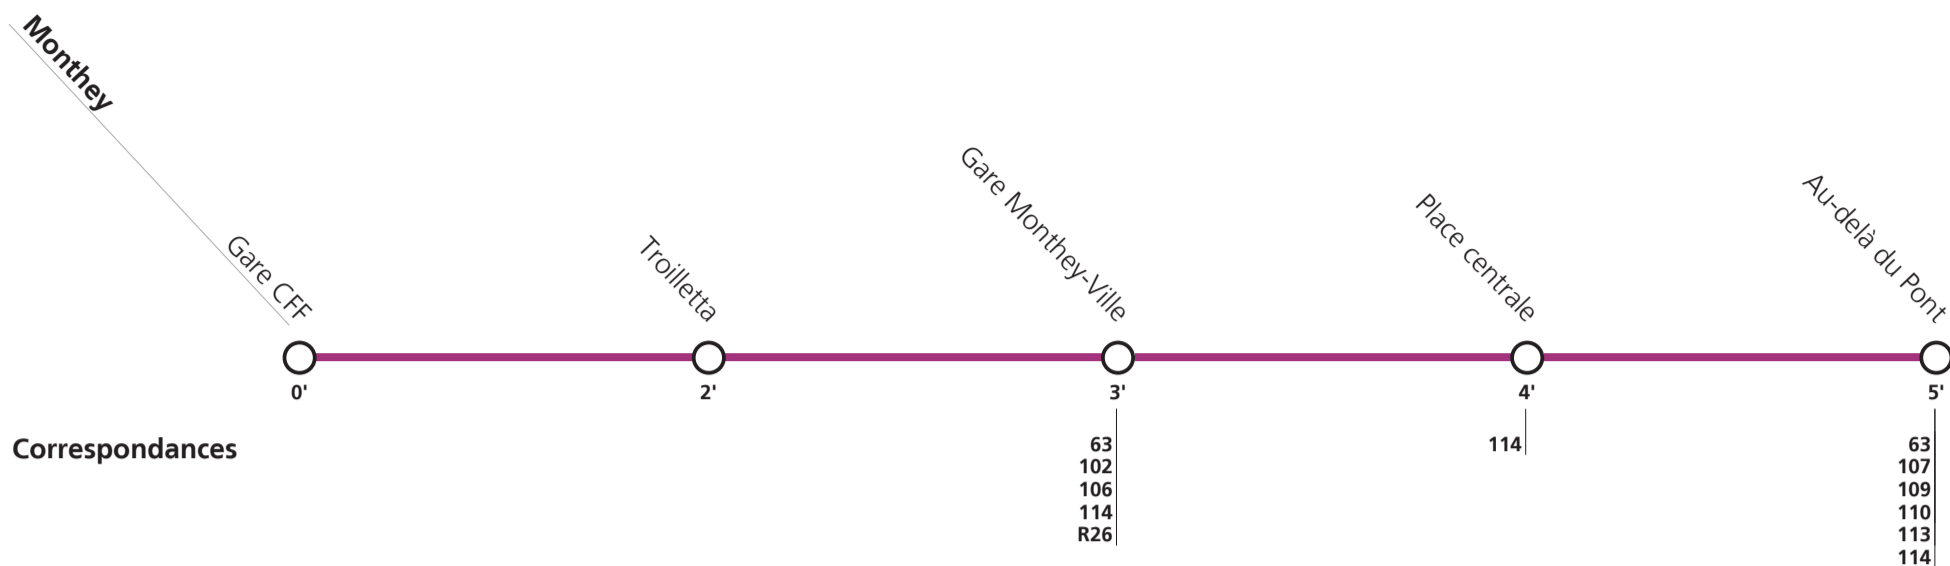 Monthey
Gare CFF
Troilletta
Gare Monthey-Ville
Place centrale
Au-delà du Pont
0'
2'
3'
4'
5'
Correspondances
63
102
106
114
R26
114
63
107
109
110
113
114